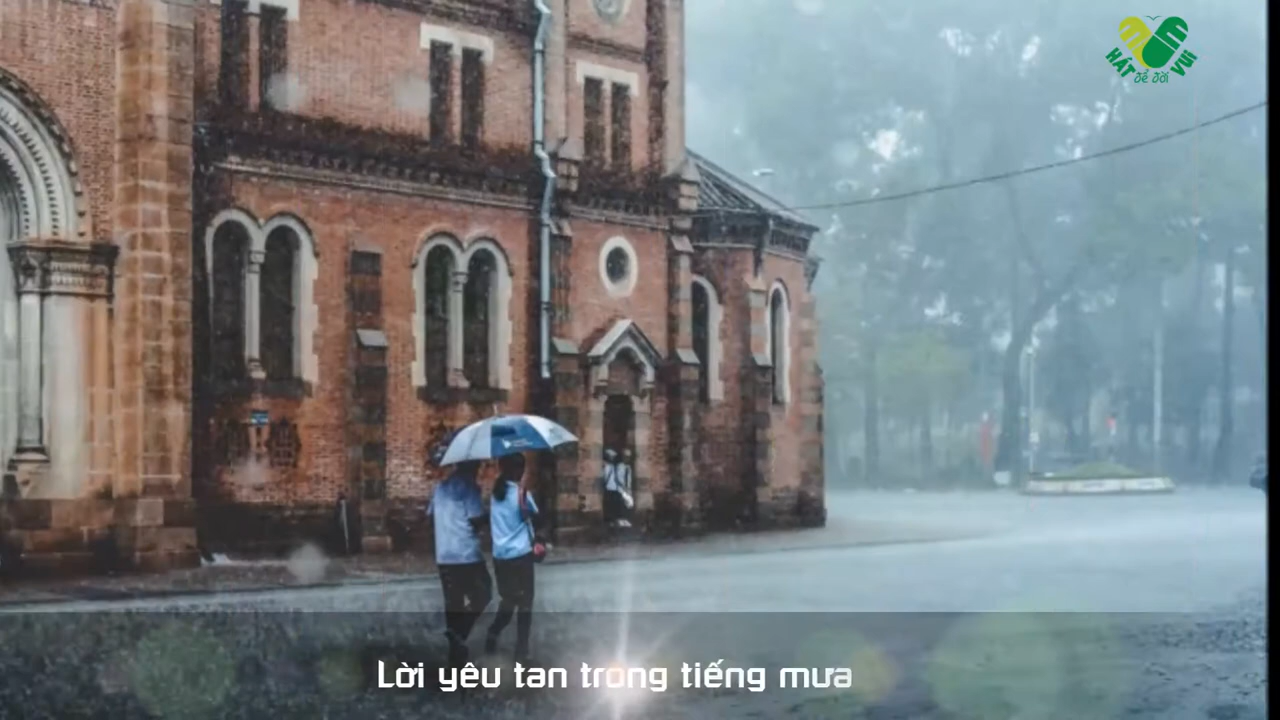 HÁT
để đời
VUI
Lời yêu tan trong tiếng mưa